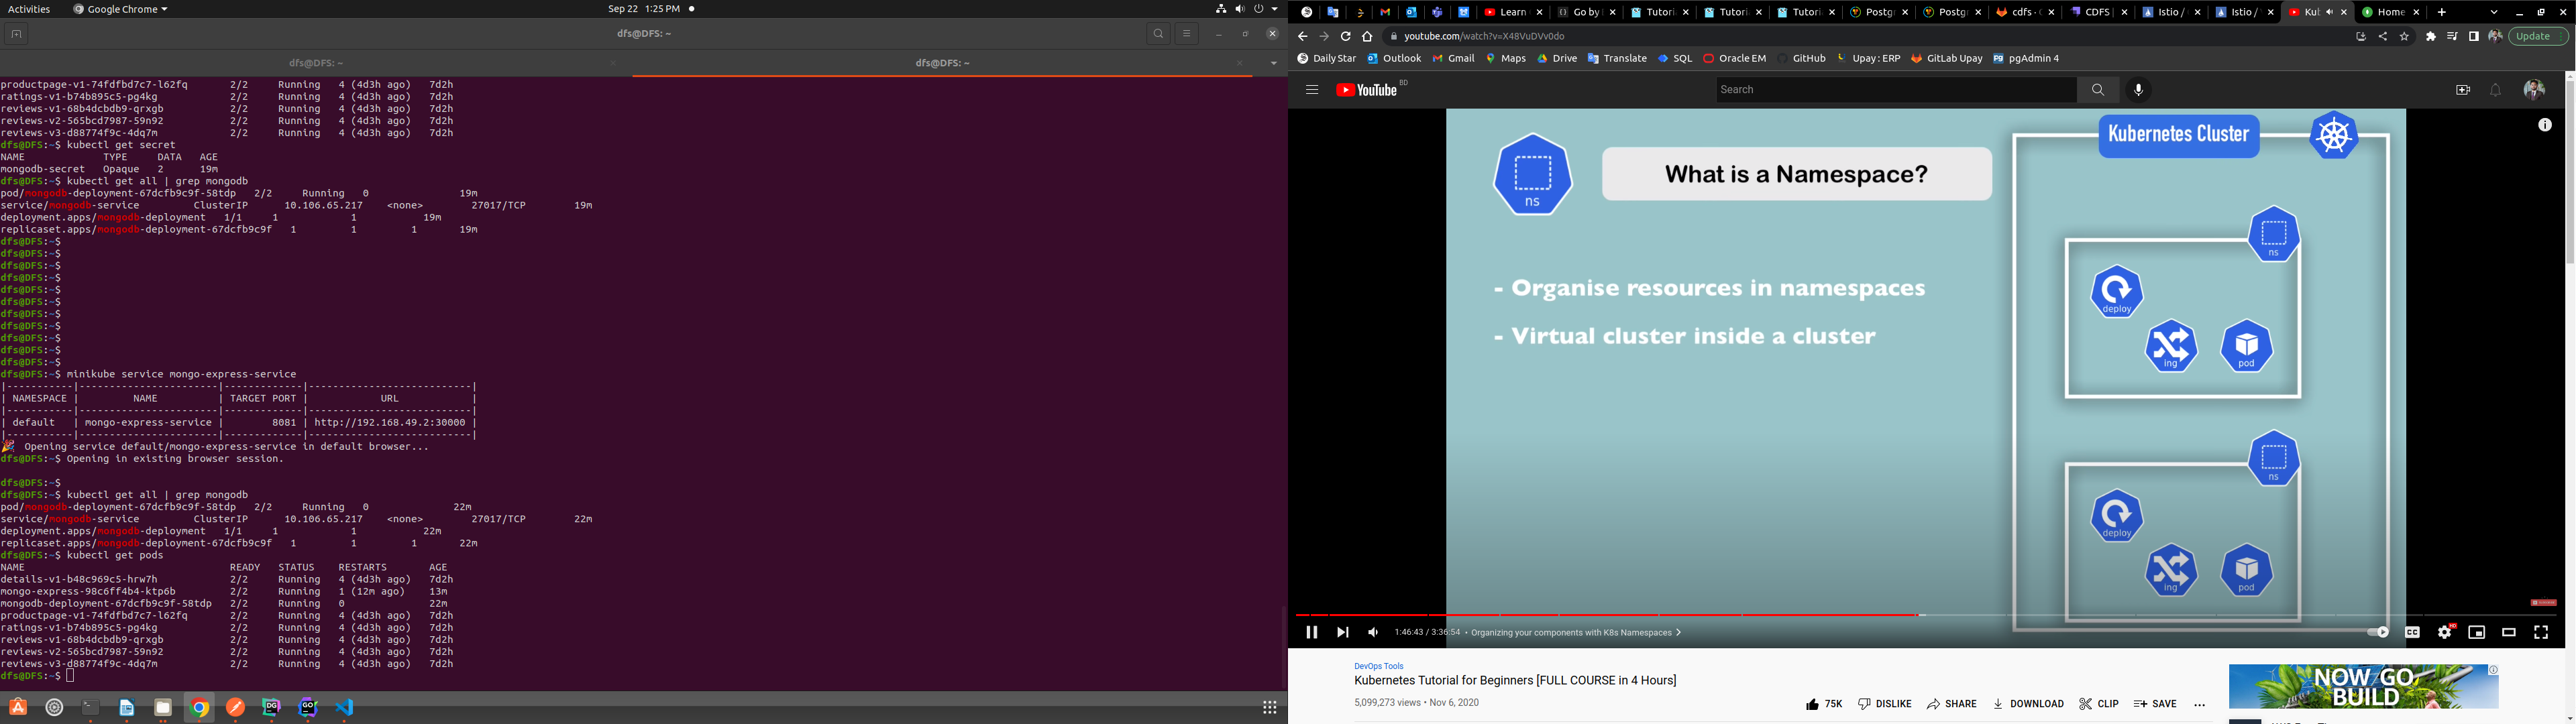 Activities
Google Chrome
Sep 22 1:25 PM
dfs@DFS: ~
dfs@DFS: ~
dfs@DFS: ~
productpage-v1-74fdfbd7c7-l62fq 2/2 Running 4 (4d3h ago) 7d2h
ratings-v1-b74b895c5-pg4kg 2/2 Running 4 (4d3h ago) 7d2h
reviews-v1-68b4dcbdb9-qrxgb 2/2 Running 4 (4d3h ago) 7d2h
reviews-v2-565bcd7987-59n92 2/2 Running 4 (4d3h ago) 7d2h
reviews-v3-d88774f9c-4dq7m 2/2 Running 4 (4d3h ago) 7d2h
dfs@DFS:~$ kubectl get secret
NAME TYPE DATA AGE
mongodb-secret Opaque 2 19m
dfs@DFS:~$ kubectl get all | grep mongodb
pod/mongodb-deployment-67dcfb9c9f-58tdp 2/2 Running 0 19m
service/mongodb-service ClusterIP 10.106.65.217 <none> 27017/TCP 19m
deployment.apps/mongodb-deployment 1/1 1 1 19m
replicaset.apps/mongodb-deployment-67dcfb9c9f 1 1 1 19m
dfs@DFS:~$
dfs@DFS:~$
dfs@DFS:~$
dfs@DFS:~$
dfs@DFS:~$
dfs@DFS:~$
dfs@DFS:~$
dfs@DFS:~$
dfs@DFS:~$
dfs@DFS:~$
dfs@DFS:~$
dfs@DFS:~$ minikube service mongo-express-service
|-----------|-----------------------|-------------|---------------------------|
| NAMESPACE | NAME | TARGET PORT | URL |
|-----------|-----------------------|-------------|---------------------------|
| default | mongo-express-service | 8081 | http://192.168.49.2:30000 |
|-----------|-----------------------|-------------|---------------------------|
🎉 Opening service default/mongo-express-service in default browser...
dfs@DFS:~$ Opening in existing browser session.
dfs@DFS:~$
dfs@DFS:~$ kubectl get all | grep mongodb
pod/mongodb-deployment-67dcfb9c9f-58tdp 2/2 Running 0 22m
service/mongodb-service ClusterIP 10.106.65.217 <none> 27017/TCP 22m
deployment.apps/mongodb-deployment 1/1 1 1 22m
replicaset.apps/mongodb-deployment-67dcfb9c9f 1 1 1 22m
dfs@DFS:~$ kubectl get pods
NAME READY STATUS RESTARTS AGE
details-v1-b48c969c5-hrw7h 2/2 Running 4 (4d3h ago) 7d2h
mongo-express-98c6ff4b4-ktp6b 2/2 Running 1 (12m ago) 13m
mongodb-deployment-67dcfb9c9f-58tdp 2/2 Running 0 22m
productpage-v1-74fdfbd7c7-l62fq 2/2 Running 4 (4d3h ago) 7d2h
ratings-v1-b74b895c5-pg4kg 2/2 Running 4 (4d3h ago) 7d2h
reviews-v1-68b4dcbdb9-qrxgb 2/2 Running 4 (4d3h ago) 7d2h
reviews-v2-565bcd7987-59n92 2/2 Running 4 (4d3h ago) 7d2h
reviews-v3-d88774f9c-4dq7m 2/2 Running 4 (4d3h ago) 7d2h
dfs@DFS:~$
DG
GO
Learn Go by Tutoria Tutoria Tutoria Postgr Postgr cdfs · CDFS Istio / Istio / Kub Home
youtube.com/watch?v=X48VuDVv0do
Update
Daily Star Outlook Gmail Maps Drive Translate SQL Oracle EM GitHub Upay : ERP GitLab Upay pgAdmin 4
YouTube BD
Search
Kubernetes Cluster
What is a Namespace?
ns
ns
- Organise resources in namespaces
- Virtual cluster inside a cluster
deploy
ing
pod
ns
deploy
ing
pod
1:46:43 / 3:36:54 • Organizing your components with K8s Namespaces
CC
HD
DevOps Tools
Kubernetes Tutorial for Beginners [FULL COURSE in 4 Hours]
5,099,273 views • Nov 6, 2020
75K DISLIKE SHARE DOWNLOAD CLIP SAVE
NOW GO
BUILD